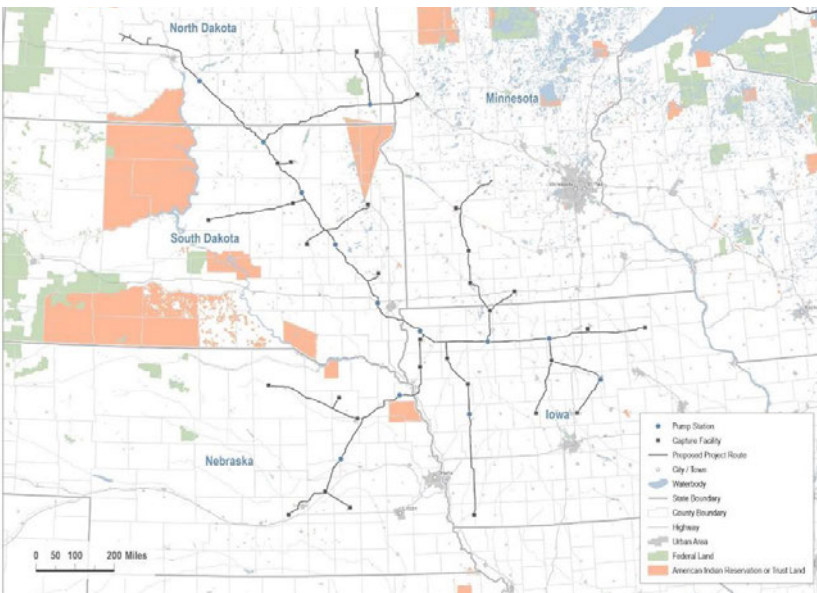 North Dakota
Minnesota
South Dakota
Iowa
Nebraska
Pump Station
Capture Facility
Proposed Project Route
City / Town
Waterbody
State Boundary
County Boundary
Highway
Urban Area
Federal Land
American Indian Reservation or Trust Land
0 50 100 200 Miles